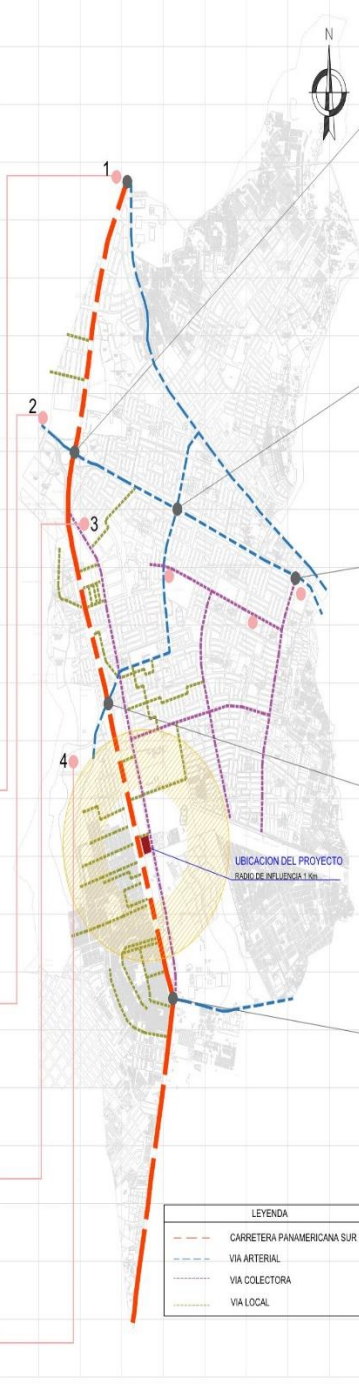 N
1
2
3
4
UBICACION DEL PROYECTO
RADIO DE INFLUENCIA 1 Km
LEYENDA
CARRETERA PANAMERICANA SUR
VIA ARTERIAL
VIA COLECTORA
VIA LOCAL